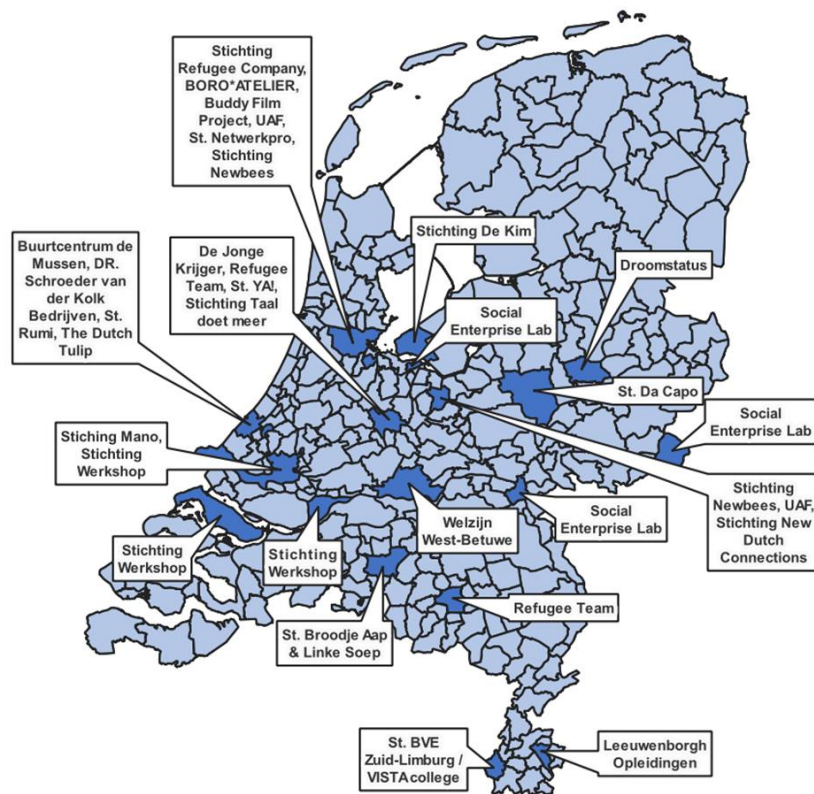 Stichting
Refugee Company,
BORO*ATELIER,
Buddy Film
Project, UAF,
St. Netwerkpro,
Stichting
Newbees
Stichting De Kim
Buurtcentrum de
Mussen, DR.
Schroeder van
der Kolk
Bedrijven, St.
Rumi, The Dutch
Tulip
De Jonge
Krijger, Refugee
Team, St. YA!,
Stichting Taal
doet meer
Droomstatus
Social
Enterprise Lab
St. Da Capo
Social
Enterprise Lab
Stiching Mano,
Stichting
Werkshop
Stichting
Newbees, UAF,
Stichting New
Dutch
Connections
Social
Enterprise Lab
Welzijn
West-Betuwe
Stichting
Werkshop
Stichting
Werkshop
Refugee Team
St. Broodje Aap
& Linke Soep
St. BVE
Zuid-Limburg /
VISTAcollege
Leeuwenborgh
Opleidingen